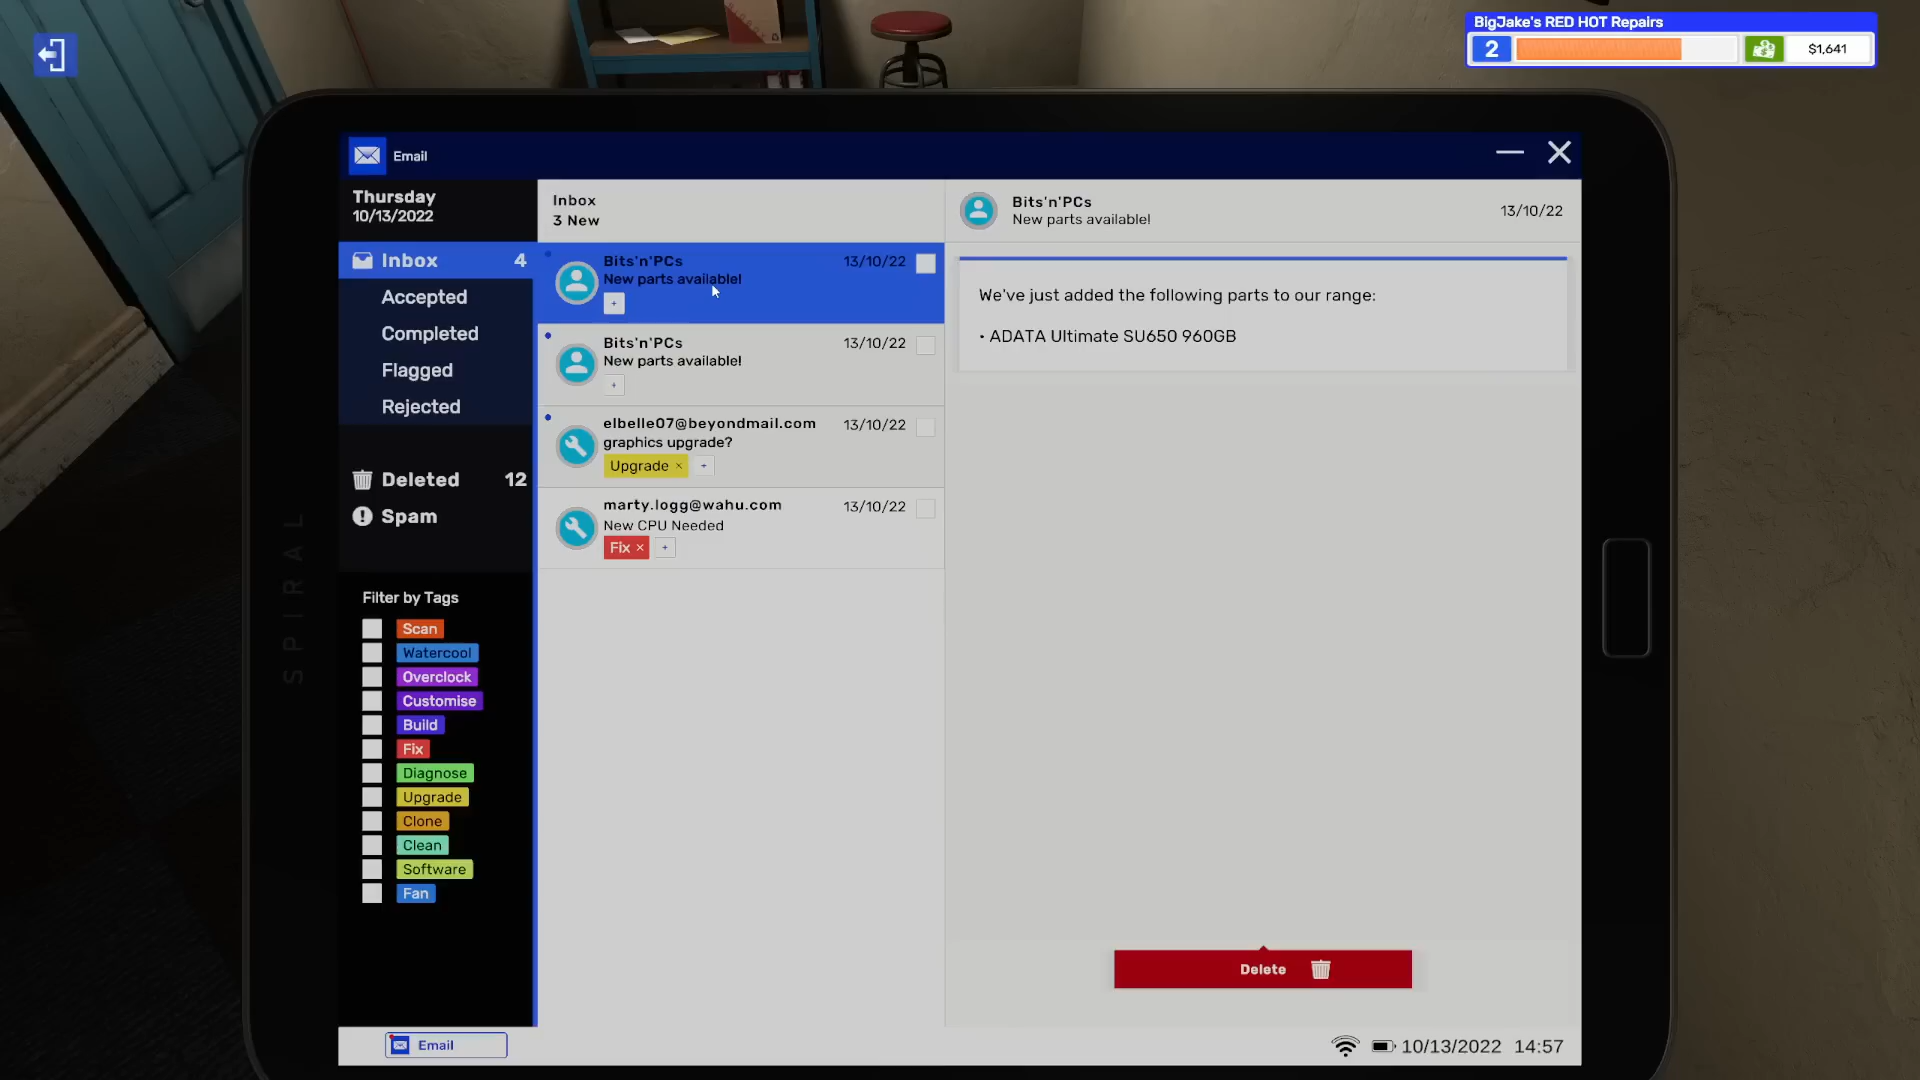 BigJake's RED HOT Repairs
2
$1,641
Email
Thursday
10/13/2022
Inbox 4
Accepted
Completed
Flagged
Rejected
Deleted 12
Spam
Filter by Tags
Scan
Watercool
Overclock
Customise
Build
Fix
Diagnose
Upgrade
Clone
Clean
Software
Fan
Inbox
3 New
Bits'n'PCs 13/10/22
New parts available!
+
Bits'n'PCs 13/10/22
New parts available!
+
elbelle07@beyondmail.com 13/10/22
graphics upgrade?
Upgrade × +
marty.logg@wahu.com 13/10/22
New CPU Needed
Fix × +
Bits'n'PCs
New parts available!
13/10/22
We've just added the following parts to our range:
• ADATA Ultimate SU650 960GB
Delete
SPIRAL
Email
10/13/2022 14:57